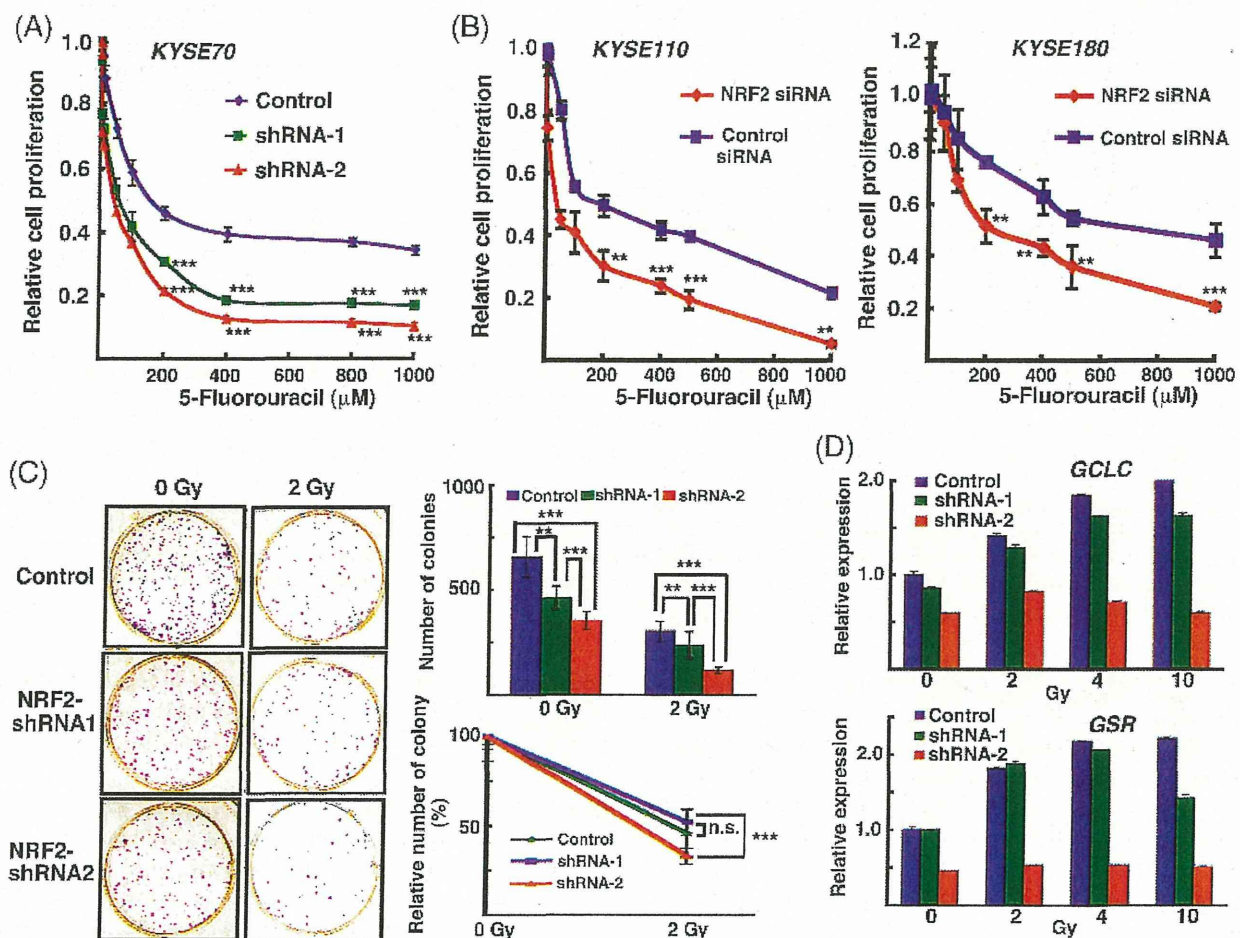 (A)
KYSE70
Relative cell proliferation
1.0
0.8
0.6
0.4
0.2
Control
shRNA-1
shRNA-2
***
***
***
***
***
***
***
***
200 400 600 800 1000
5-Fluorouracil (μM)
(B)
KYSE110
Relative cell proliferation
1.0
0.8
0.6
0.4
0.2
NRF2 siRNA
Control
siRNA
**
***
***
**
200 400 600 800 1000
5-Fluorouracil (μM)
KYSE180
Relative cell proliferation
1.2
1.0
0.8
0.6
0.4
0.2
NRF2 siRNA
Control siRNA
**
**
**
***
200 400 600 800 1000
5-Fluorouracil (μM)
(C)
0 Gy 2 Gy
Control
NRF2-
shRNA1
NRF2-
shRNA2
Number of colonies
1000
500
Control shRNA-1 shRNA-2
***
**
***
***
**
***
0 Gy 2 Gy
Relative number of colony
(%)
100
50
Control
shRNA-1
shRNA-2
n.s.
***
0 Gy 2 Gy
(D)
GCLC
Relative expression
2.0
1.0
Control
shRNA-1
shRNA-2
0 2 4 10
Gy
GSR
Relative expression
2.0
1.0
Control
shRNA-1
shRNA-2
0 2 4 10
Gy